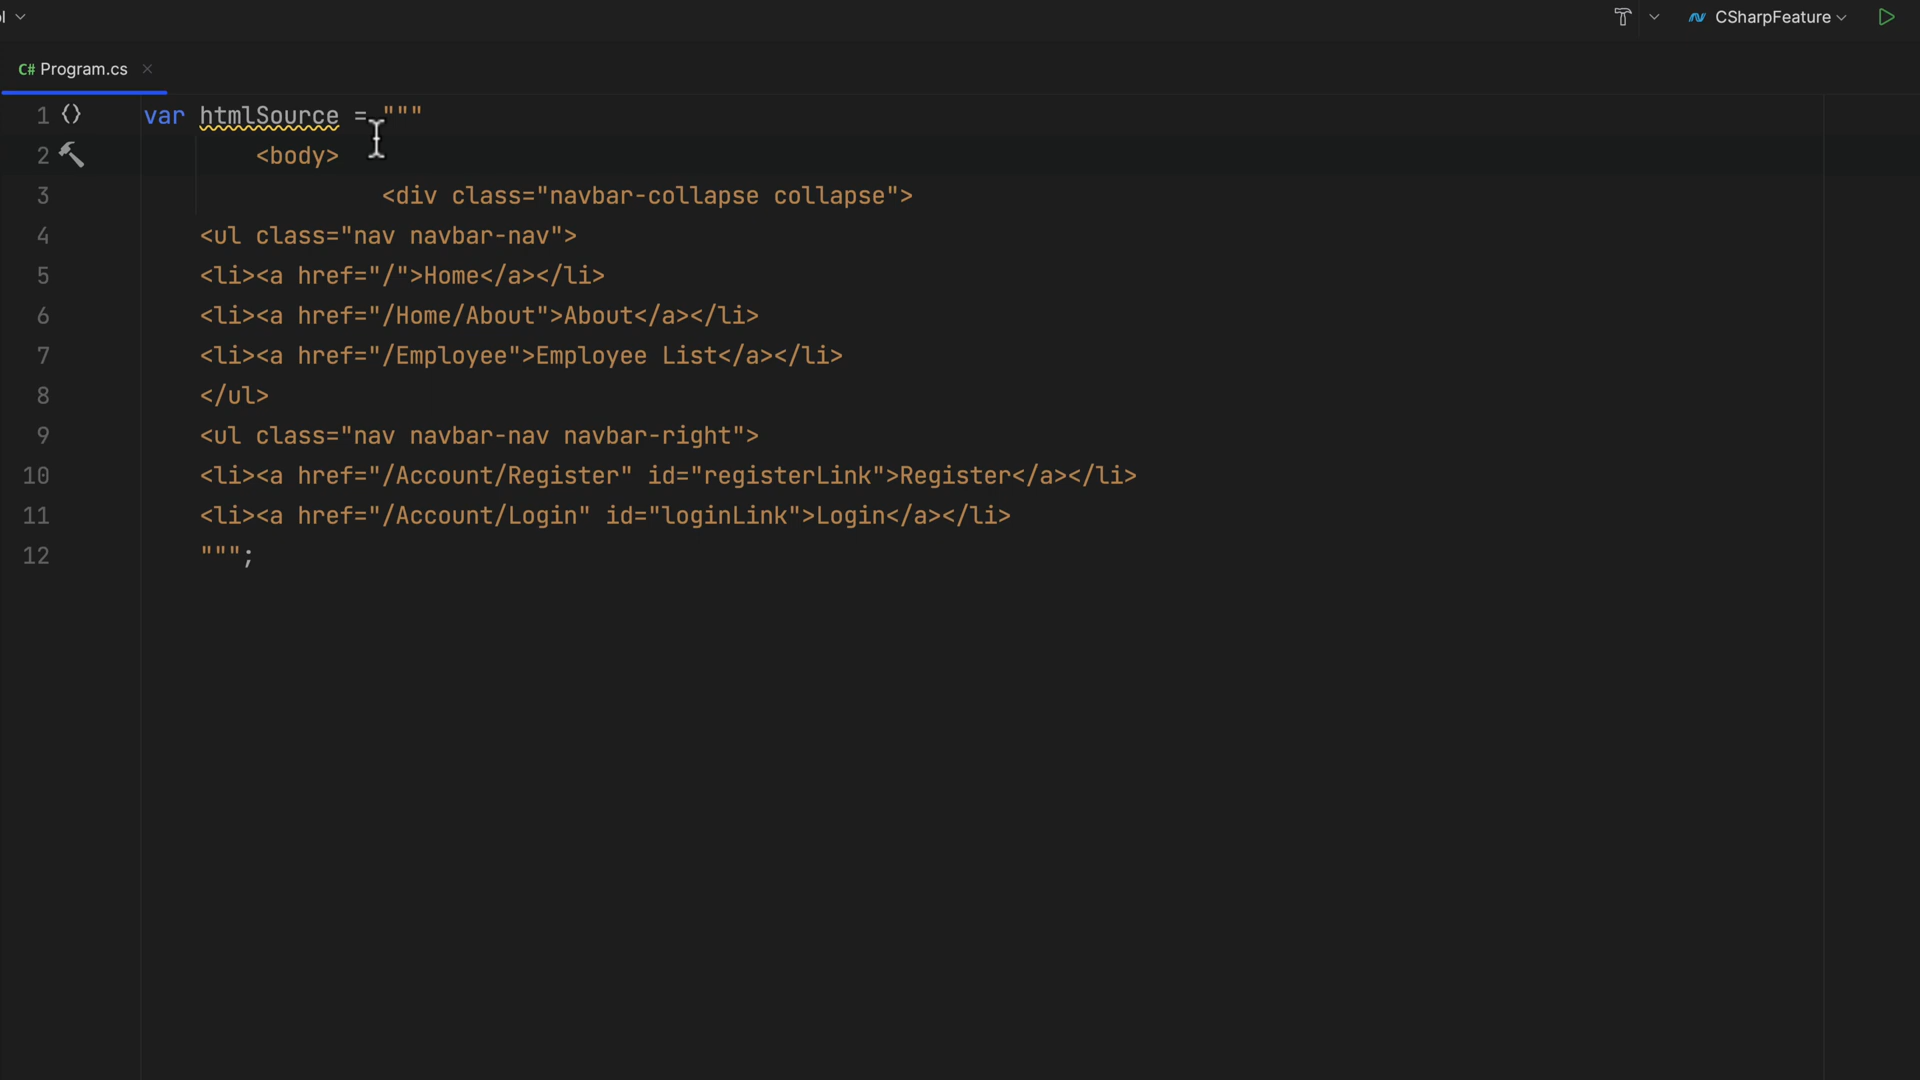 CSharpFeature
C# Program.cs
1 var htmlSource = """
2 <body>
3 <div class="navbar-collapse collapse">
4 <ul class="nav navbar-nav">
5 <li><a href="/">Home</a></li>
6 <li><a href="/Home/About">About</a></li>
7 <li><a href="/Employee">Employee List</a></li>
8 </ul>
9 <ul class="nav navbar-nav navbar-right">
10 <li><a href="/Account/Register" id="registerLink">Register</a></li>
11 <li><a href="/Account/Login" id="loginLink">Login</a></li>
12 """;